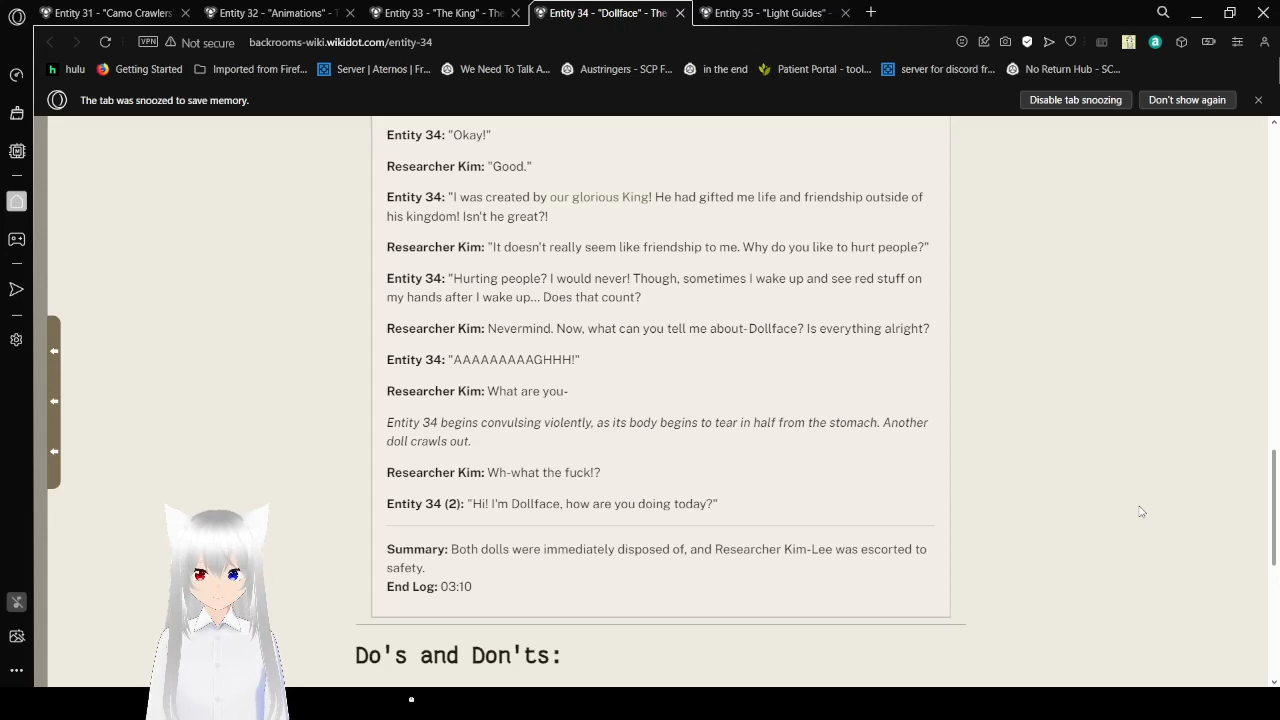 Entity 31 - "Camo Crawlers
Entity 32 - "Animations" - T
Entity 33 - "The King" - The
Entity 34 - "Dollface" - The
Entity 35 - "Light Guides" -
VPN
Not secure
backrooms-wiki.wikidot.com/entity-34
hulu
Getting Started
Imported from Firef...
Server | Aternos | Fr...
We Need To Talk A...
Austringers - SCP F...
in the end
Patient Portal - tool...
server for discord fr...
No Return Hub - SC...
The tab was snoozed to save memory.
Disable tab snoozing
Don't show again
Entity 34: "Okay!"
Researcher Kim: "Good."
Entity 34: "I was created by our glorious King! He had gifted me life and friendship outside of
his kingdom! Isn't he great?!
Researcher Kim: "It doesn't really seem like friendship to me. Why do you like to hurt people?"
Entity 34: "Hurting people? I would never! Though, sometimes I wake up and see red stuff on
my hands after I wake up... Does that count?
Researcher Kim: Nevermind. Now, what can you tell me about- Dollface? Is everything alright?
Entity 34: "AAAAAAAAAGHHH!"
Researcher Kim: What are you-
Entity 34 begins convulsing violently, as its body begins to tear in half from the stomach. Another
doll crawls out.
Researcher Kim: Wh-what the fuck!?
Entity 34 (2): "Hi! I'm Dollface, how are you doing today?"
Summary: Both dolls were immediately disposed of, and Researcher Kim-Lee was escorted to
safety.
End Log: 03:10
Do's and Don'ts: